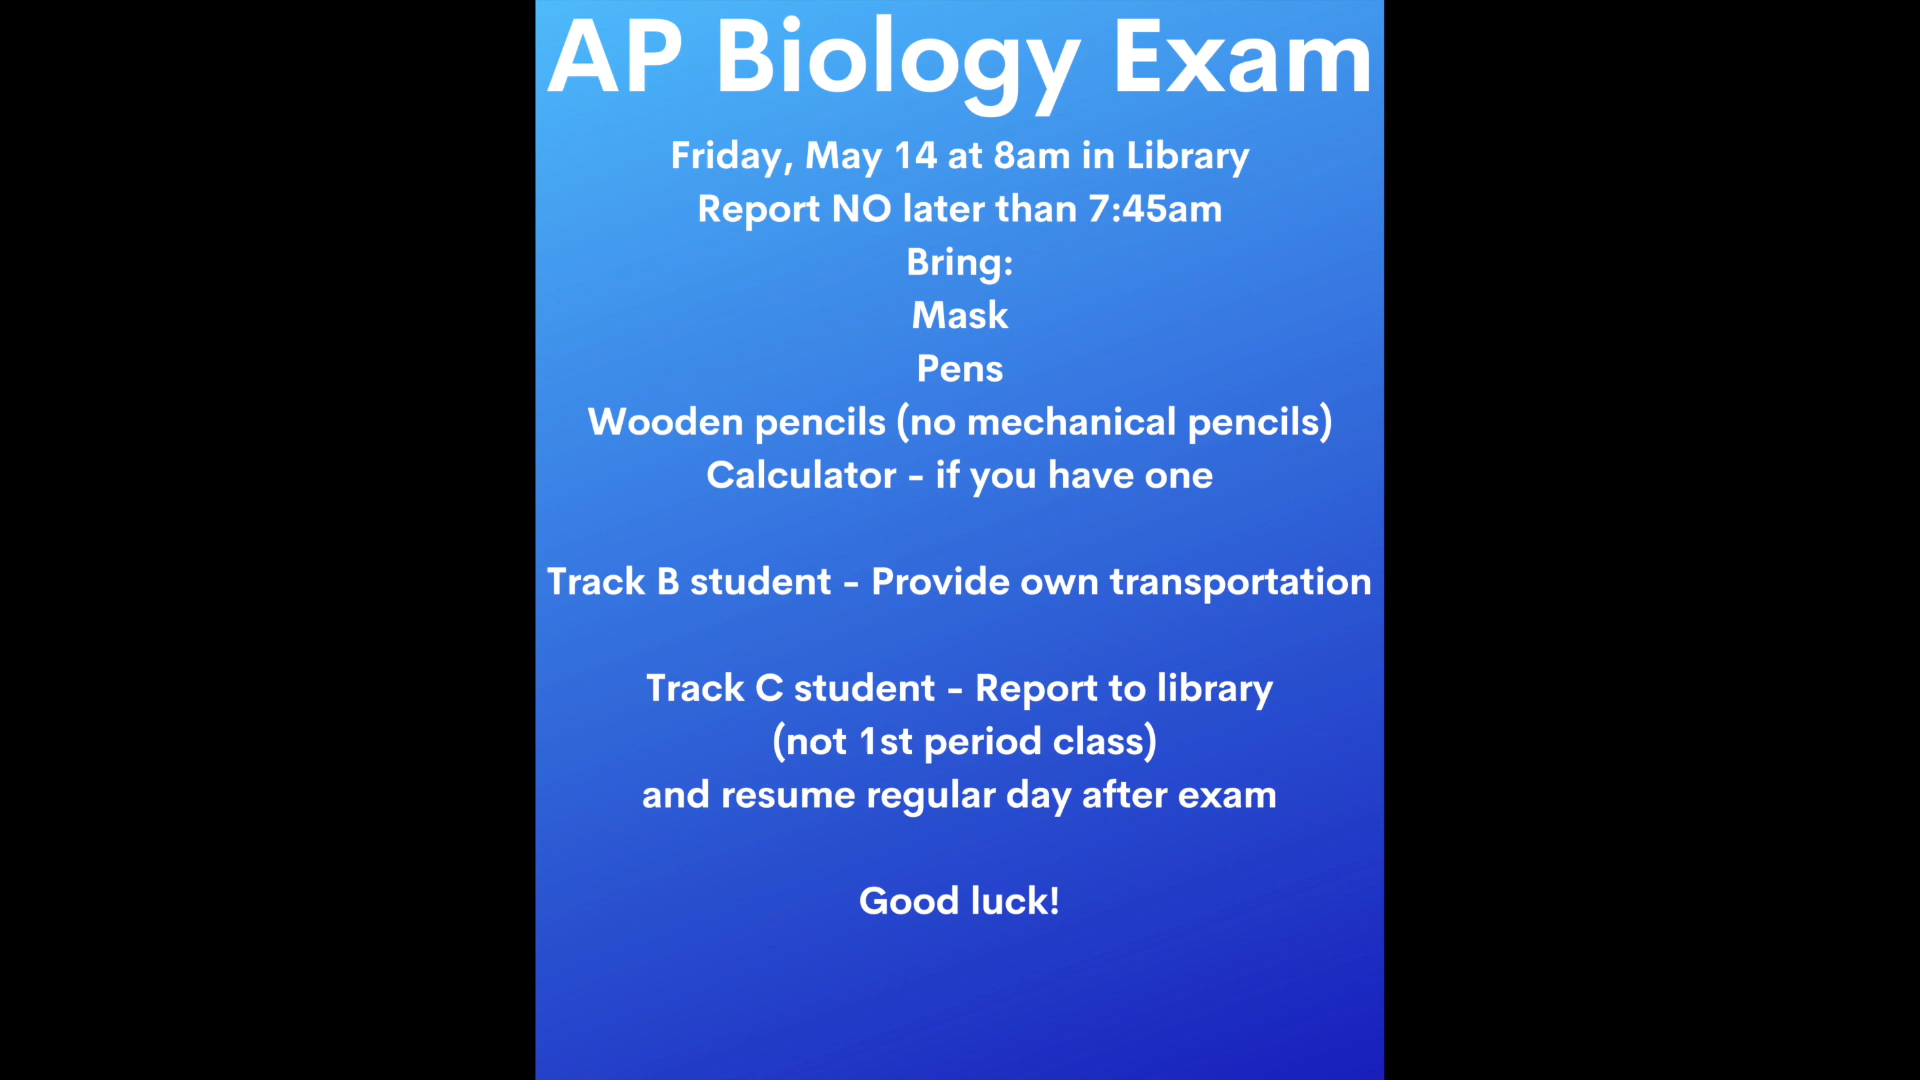 AP Biology Exam
Friday, May 14 at 8am in Library
Report NO later than 7:45am
Bring:
Mask
Pens
Wooden pencils (no mechanical pencils)
Calculator - if you have one
Track B student - Provide own transportation
Track C student - Report to library
(not 1st period class)
and resume regular day after exam
Good luck!